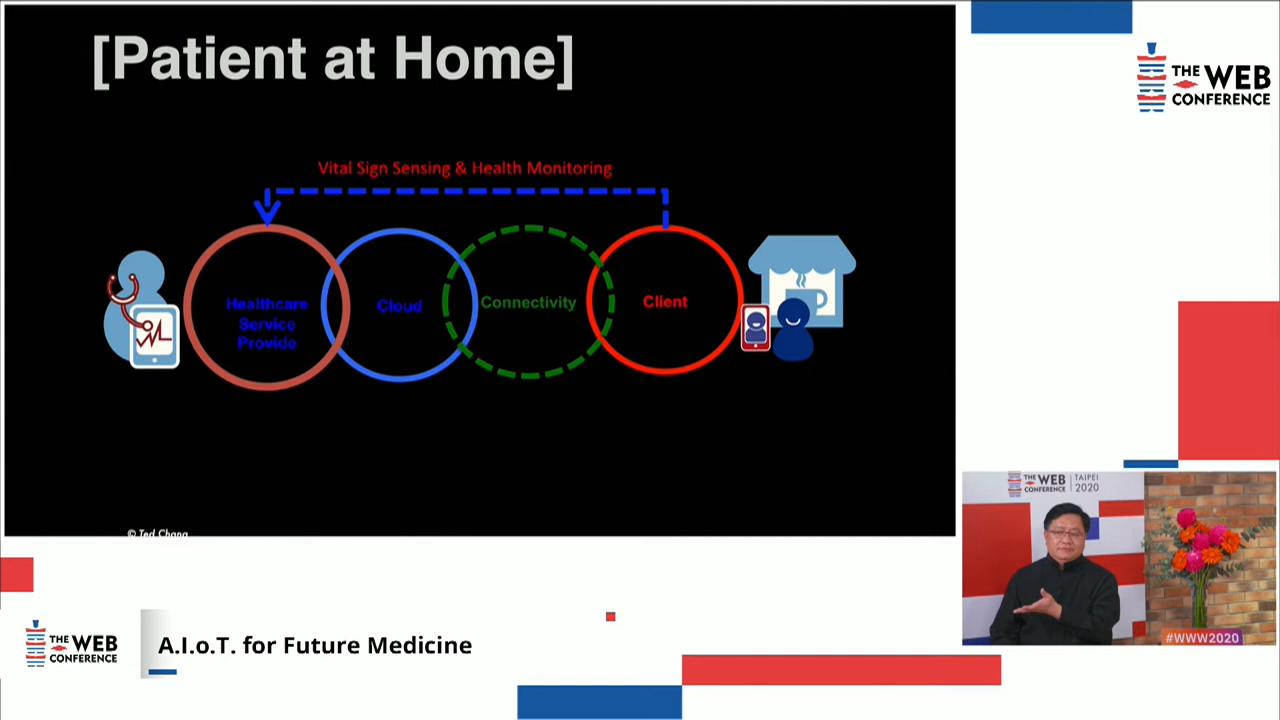 [Patient at Home]
THE WEB
CONFERENCE
Vital Sign Sensing & Health Monitoring
Healthcare
Service
Provide
Cloud
Connectivity
Client
© Ted Chang
THE WEB
CONFERENCE
TAIPEI
2020
#WWW2020
THE WEB
CONFERENCE
A.I.o.T. for Future Medicine